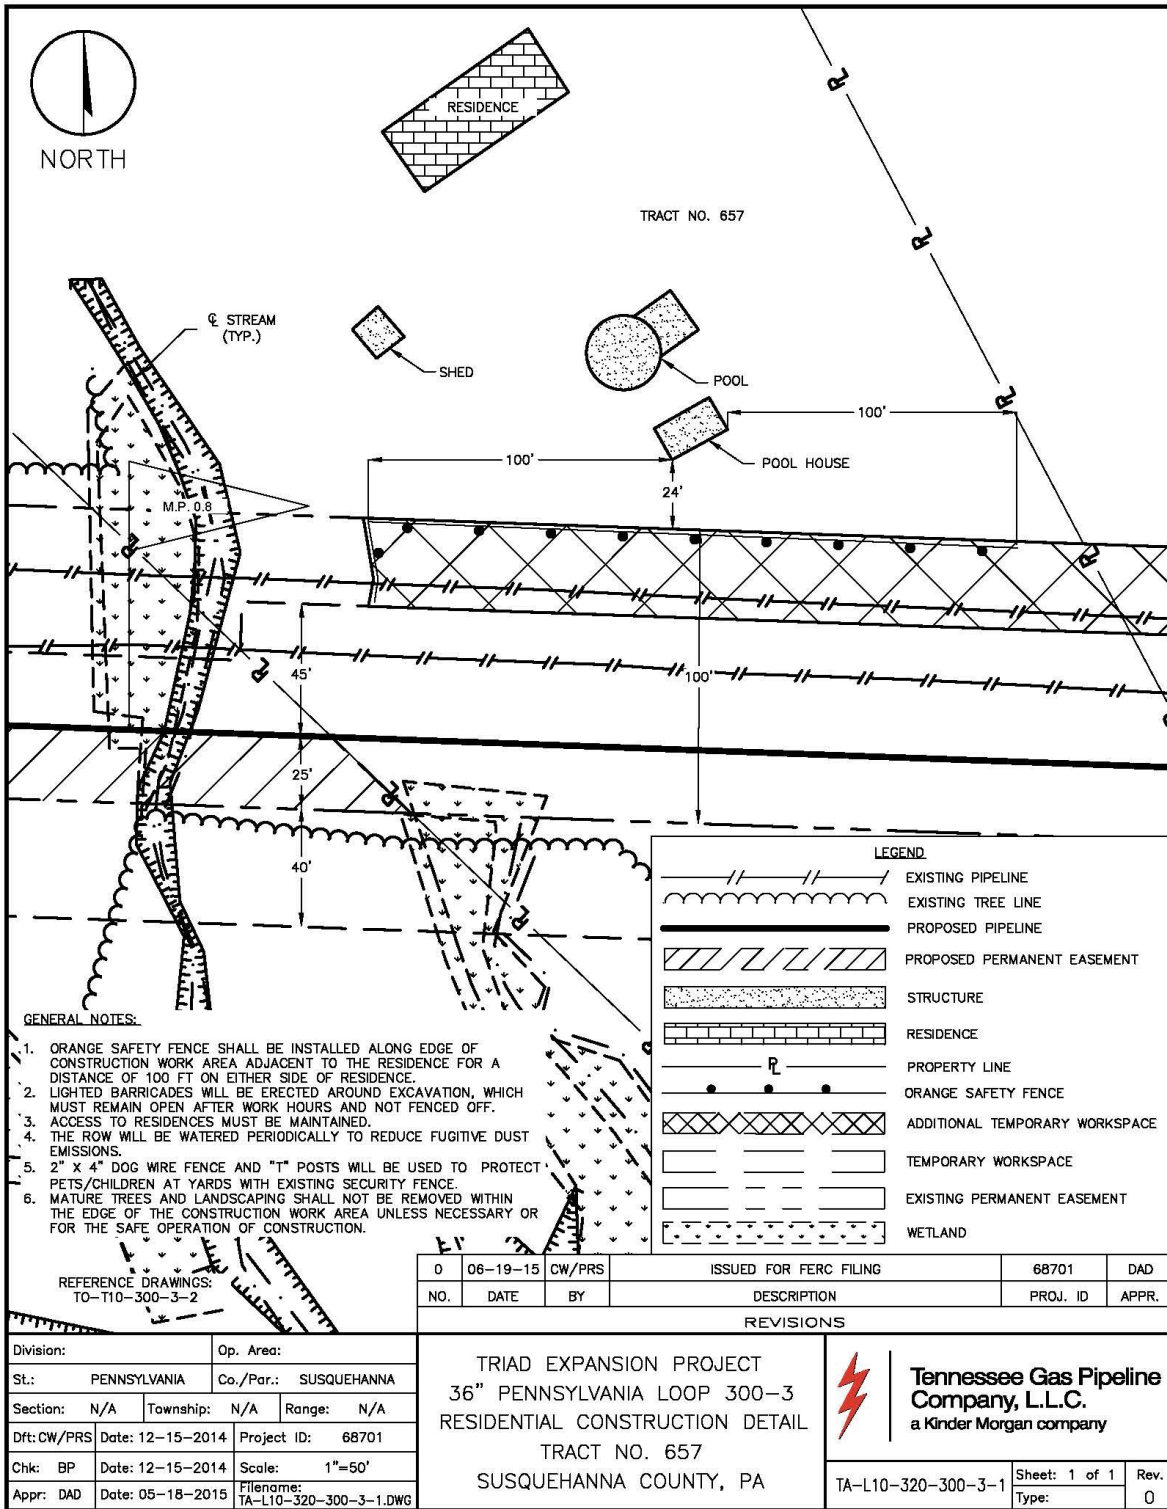 NORTH
RESIDENCE
TRACT NO. 657
℄ STREAM
(TYP.)
SHED
POOL
POOL HOUSE
100'
100'
24'
M.P. 0.8
45'
100'
25'
40'
LEGEND
EXISTING PIPELINE
EXISTING TREE LINE
PROPOSED PIPELINE
PROPOSED PERMANENT EASEMENT
STRUCTURE
RESIDENCE
PROPERTY LINE
ORANGE SAFETY FENCE
ADDITIONAL TEMPORARY WORKSPACE
TEMPORARY WORKSPACE
EXISTING PERMANENT EASEMENT
WETLAND
GENERAL NOTES:
1. ORANGE SAFETY FENCE SHALL BE INSTALLED ALONG EDGE OF
CONSTRUCTION WORK AREA ADJACENT TO THE RESIDENCE FOR A
DISTANCE OF 100 FT ON EITHER SIDE OF RESIDENCE.
2. LIGHTED BARRICADES WILL BE ERECTED AROUND EXCAVATION, WHICH
MUST REMAIN OPEN AFTER WORK HOURS AND NOT FENCED OFF.
3. ACCESS TO RESIDENCES MUST BE MAINTAINED.
4. THE ROW WILL BE WATERED PERIODICALLY TO REDUCE FUGITIVE DUST
EMISSIONS.
5. 2" X 4" DOG WIRE FENCE AND "T" POSTS WILL BE USED TO PROTECT
PETS/CHILDREN AT YARDS WITH EXISTING SECURITY FENCE.
6. MATURE TREES AND LANDSCAPING SHALL NOT BE REMOVED WITHIN
THE EDGE OF THE CONSTRUCTION WORK AREA UNLESS NECESSARY OR
FOR THE SAFE OPERATION OF CONSTRUCTION.
REFERENCE DRAWINGS:
TO-T10-300-3-2
0 06-19-15 CW/PRS ISSUED FOR FERC FILING 68701 DAD
NO. DATE BY DESCRIPTION PROJ. ID APPR.
REVISIONS
Division: Op. Area:
St.: PENNSYLVANIA Co./Par.: SUSQUEHANNA
Section: N/A Township: N/A Range: N/A
Dft: CW/PRS Date: 12-15-2014 Project ID: 68701
Chk: BP Date: 12-15-2014 Scale: 1"=50'
Appr: DAD Date: 05-18-2015 Filename:
TA-L10-320-300-3-1.DWG
TRIAD EXPANSION PROJECT
36" PENNSYLVANIA LOOP 300-3
RESIDENTIAL CONSTRUCTION DETAIL
TRACT NO. 657
SUSQUEHANNA COUNTY, PA
Tennessee Gas Pipeline
Company, L.L.C.
a Kinder Morgan company
TA-L10-320-300-3-1
Sheet: 1 of 1
Type:
Rev.
0